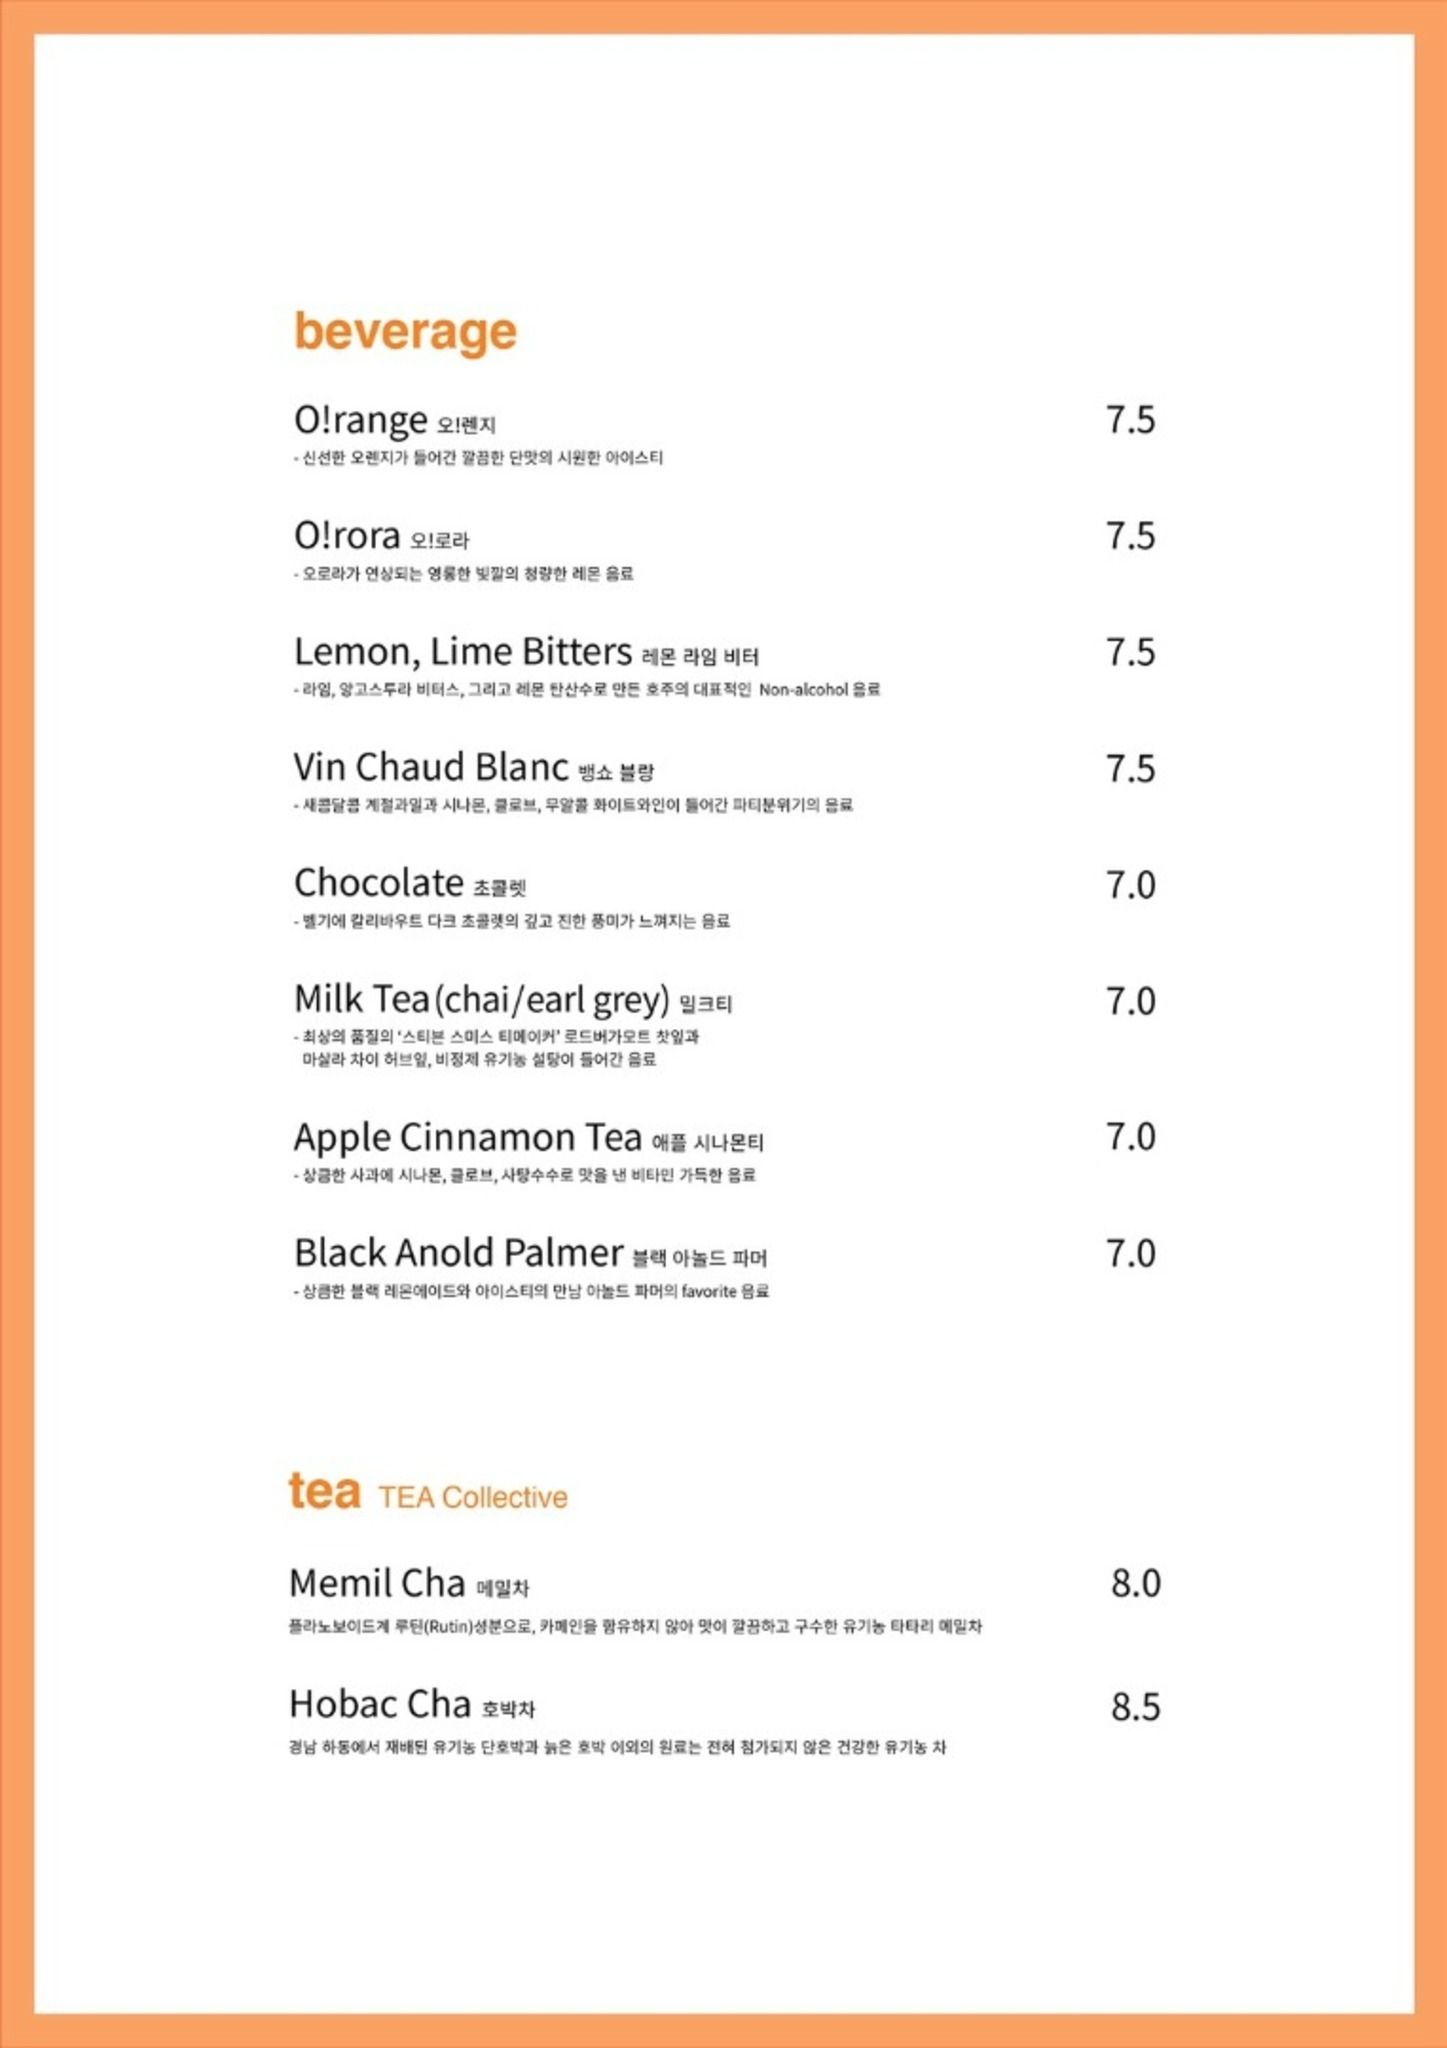 beverage
O!range 오!렌지 7.5
- 신선한 오렌지가 들어간 깔끔한 단맛의 시원한 아이스티
O!rora 오!로라 7.5
- 오로라가 연상되는 영롱한 빛깔의 청량한 레몬 음료
Lemon, Lime Bitters 레몬 라임 비터 7.5
- 라임, 앙고스투라 비터스, 그리고 레몬 탄산수로 만든 호주의 대표적인 Non-alcohol 음료
Vin Chaud Blanc 뱅쇼 블랑 7.5
- 새콤달콤 계절과일과 시나몬, 클로브, 무알콜 화이트와인이 들어간 파티분위기의 음료
Chocolate 초콜렛 7.0
- 벨기에 칼리바우트 다크 초콜렛의 깊고 진한 풍미가 느껴지는 음료
Milk Tea(chai/earl grey) 밀크티 7.0
- 최상의 품질의 ‘스티븐 스미스 티메이커’ 로드버가모트 찻잎과
마살라 차이 허브잎, 비정제 유기농 설탕이 들어간 음료
Apple Cinnamon Tea 애플 시나몬티 7.0
- 상큼한 사과에 시나몬, 클로브, 사탕수수로 맛을 낸 비타민 가득한 음료
Black Anold Palmer 블랙 아놀드 파머 7.0
- 상큼한 블랙 레몬에이드와 아이스티의 만남 아놀드 파머의 favorite 음료
tea TEA Collective
Memil Cha 메밀차 8.0
플라노보이드계 루틴(Rutin)성분으로, 카페인을 함유하지 않아 맛이 깔끔하고 구수한 유기농 타타리 메밀차
Hobac Cha 호박차 8.5
경남 하동에서 재배된 유기농 단호박과 늙은 호박 이외의 원료는 전혀 첨가되지 않은 건강한 유기농 차